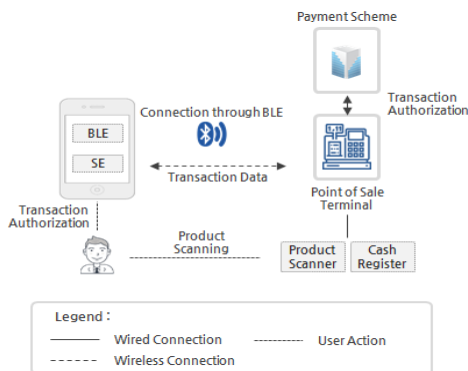 Payment Scheme
Transaction
Authorization
Connection through BLE
BLE
SE
Transaction Data
Point of Sale
Terminal
Transaction
Authorization
Product
Scanning
Product
Scanner
Cash
Register
Legend :
Wired Connection
User Action
Wireless Connection